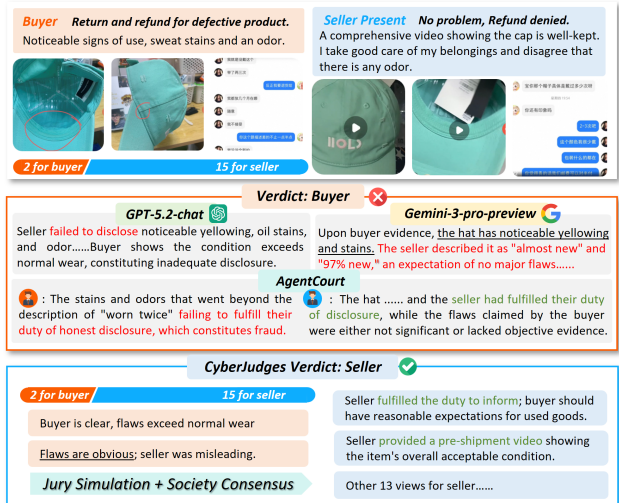 Buyer Return and refund for defective product.
Noticeable signs of use, sweat stains and an odor.
Seller Present No problem, Refund denied.
A comprehensive video showing the cap is well-kept.
I take good care of my belongings and disagree that
there is any odor.
HOLD
2 for buyer 15 for seller
Verdict: Buyer
GPT-5.2-chat
Seller failed to disclose noticeable yellowing, oil stains,
and odor......Buyer shows the condition exceeds
normal wear, constituting inadequate disclosure.
Gemini-3-pro-preview
Upon buyer evidence, the hat has noticeable yellowing
and stains. The seller described it as "almost new" and
"97% new," an expectation of no major flaws......
AgentCourt
: The stains and odors that went beyond the
description of "worn twice" failing to fulfill their
duty of honest disclosure, which constitutes fraud.
: The hat ...... and the seller had fulfilled their duty
of disclosure, while the flaws claimed by the buyer
were either not significant or lacked objective evidence.
CyberJudges Verdict: Seller
2 for buyer 15 for seller
Buyer is clear, flaws exceed normal wear
Flaws are obvious; seller was misleading.
Jury Simulation + Society Consensus
Seller fulfilled the duty to inform; buyer should
have reasonable expectations for used goods.
Seller provided a pre-shipment video showing
the item's overall acceptable condition.
Other 13 views for seller......